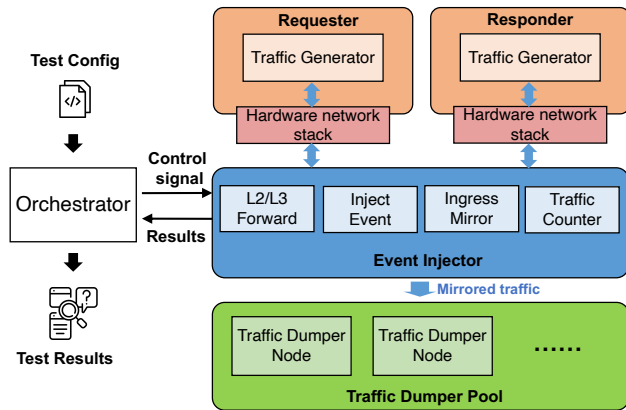 Requester
Responder
Traffic Generator
Traffic Generator
Test Config
</>
Hardware network
stack
Hardware network
stack
Control
signal
Orchestrator
Results
L2/L3
Forward
Inject
Event
Ingress
Mirror
Traffic
Counter
Event Injector
Mirrored traffic
?
Test Results
Traffic Dumper
Node
Traffic Dumper
Node
......
Traffic Dumper Pool